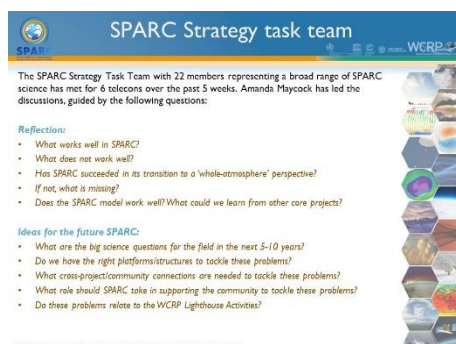 SPARC Strategy task team
SPARC
WCRP
The SPARC Strategy Task Team with 22 members representing a broad range of SPARC
science has met for 6 telecons over the past 5 weeks. Amanda Maycock has led the
discussions, guided by the following questions:
Reflection:
• What works well in SPARC?
• What does not work well?
• Has SPARC succeeded in its transition to a 'whole-atmosphere' perspective?
• If not, what is missing?
• Does the SPARC model work well? What could we learn from other core projects?
Ideas for the future SPARC:
• What are the big science questions for the field in the next 5-10 years?
• Do we have the right platforms/structures to tackle these problems?
• What cross-project/community connections are needed to tackle these problems?
• What role should SPARC take in supporting the community to tackle these problems?
• Do these problems relate to the WCRP Lighthouse Activities?